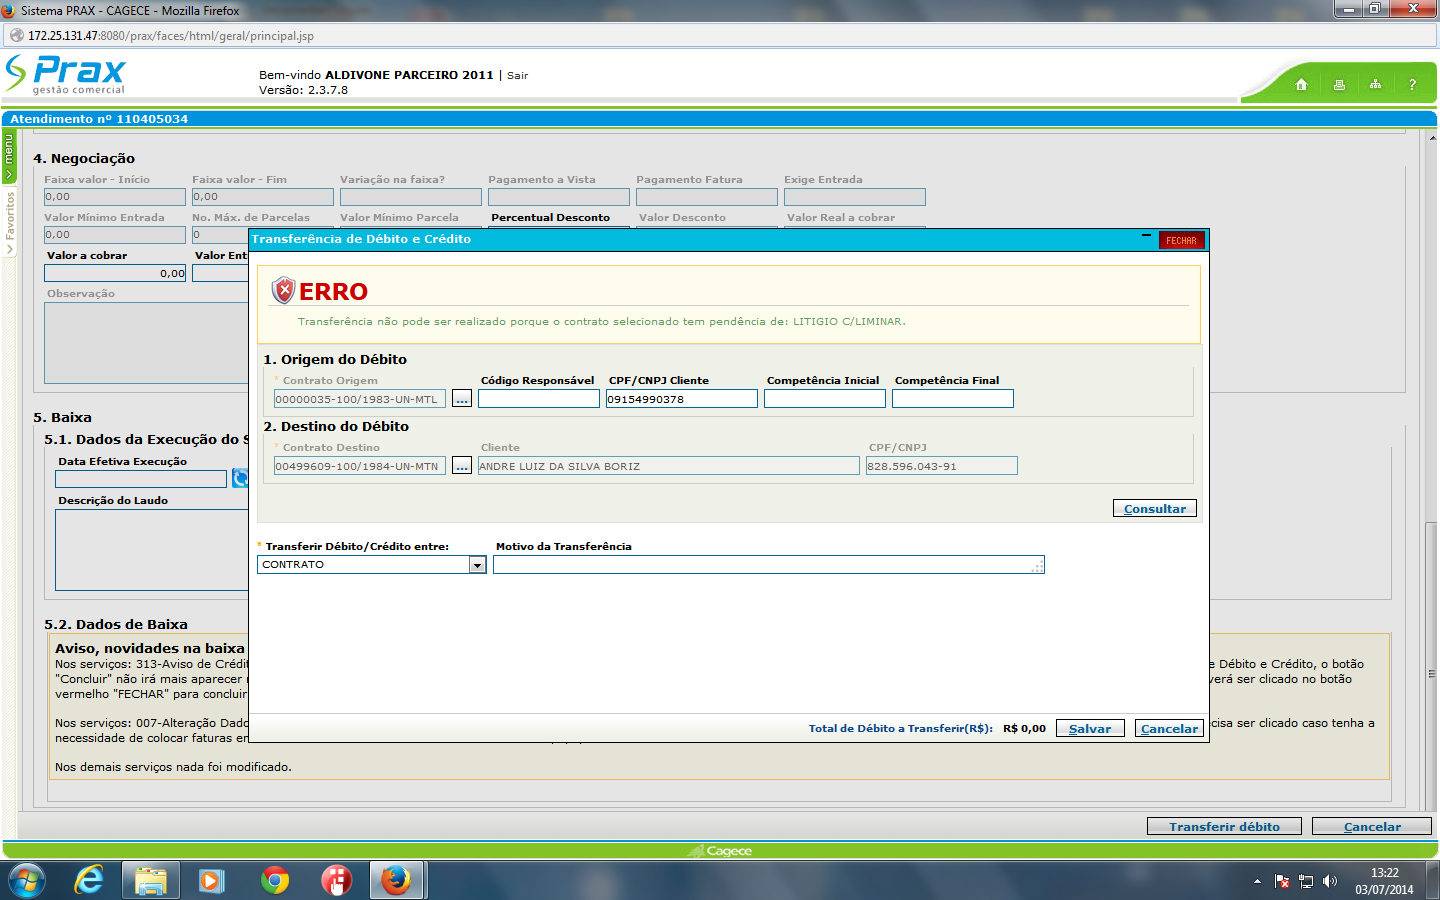 Sistema PRAX - CAGECE - Mozilla Firefox
172.25.131.47:8080/prax/faces/html/geral/principal.jsp
Prax
gestão comercial
Bem-vindo ALDIVONE PARCEIRO 2011 | Sair
Versão: 2.3.7.8
?
Atendimento nº 110405034
menu
Favoritos
4. Negociação
Faixa valor - Início Faixa valor - Fim Variação na faixa? Pagamento a Vista Pagamento Fatura Exige Entrada
0,00 0,00
Valor Mínimo Entrada No. Máx. de Parcelas Valor Mínimo Parcela Percentual Desconto Valor Desconto Valor Real a cobrar
0,00 0
Valor a cobrar Valor Ent
0,00
Observação
Transferência de Débito e Crédito
FECHAR
ERRO
Transferência não pode ser realizado porque o contrato selecionado tem pendência de: LITIGIO C/LIMINAR.
1. Origem do Débito
* Contrato Origem Código Responsável CPF/CNPJ Cliente Competência Inicial Competência Final
00000035-100/1983-UN-MTL ... 09154990378
2. Destino do Débito
* Contrato Destino Cliente CPF/CNPJ
00499609-100/1984-UN-MTN ... ANDRE LUIZ DA SILVA BORIZ 828.596.043-91
Consultar
* Transferir Débito/Crédito entre: Motivo da Transferência
CONTRATO
Total de Débito a Transferir(R$): R$ 0,00 Salvar Cancelar
5. Baixa
5.1. Dados da Execução do S
Data Efetiva Execução
Descrição do Laudo
5.2. Dados de Baixa
Aviso, novidades na baixa
Nos serviços: 313-Aviso de Crédit e Débito e Crédito, o botão
"Concluir" não irá mais aparecer verá ser clicado no botão
vermelho "FECHAR" para concluir
Nos serviços: 007-Alteração Dado cisa ser clicado caso tenha a
necessidade de colocar faturas en
Nos demais serviços nada foi modificado.
Transferir débito Cancelar
Cagece
13:22
03/07/2014